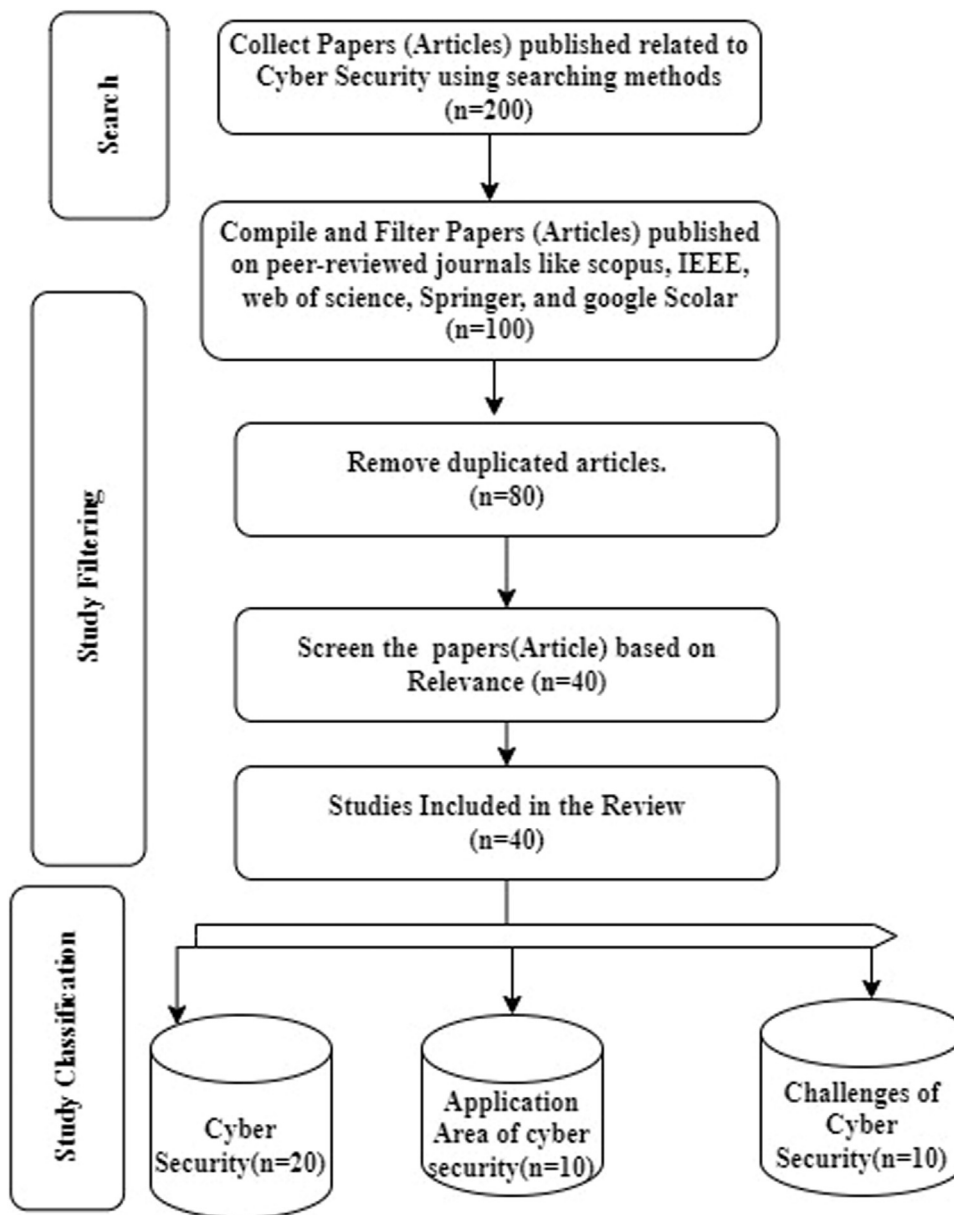 Search
Collect Papers (Articles) published related to
Cyber Security using searching methods
(n=200)
Compile and Filter Papers (Articles) published
on peer-reviewed journals like scopus, IEEE,
web of science, Springer, and google Scolar
(n=100)
Study Filtering
Remove duplicated articles.
(n=80)
Screen the papers(Article) based on
Relevance (n=40)
Studies Included in the Review
(n=40)
Study Classification
Cyber
Security(n=20)
Application
Area of cyber
security(n=10)
Challenges of
Cyber
Security(n=10)